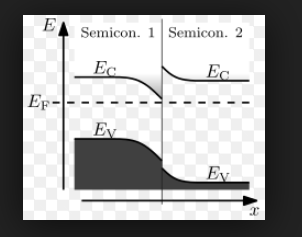 E
Semicon. 1 Semicon. 2
E_C E_C
E_F
E_V
E_V
x